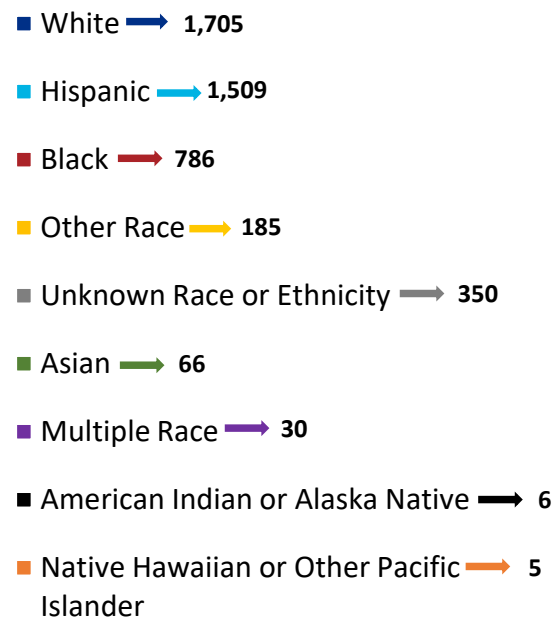 White 1,705
Hispanic 1,509
Black 786
Other Race 185
Unknown Race or Ethnicity 350
Asian 66
Multiple Race 30
American Indian or Alaska Native 6
Native Hawaiian or Other Pacific 5
Islander